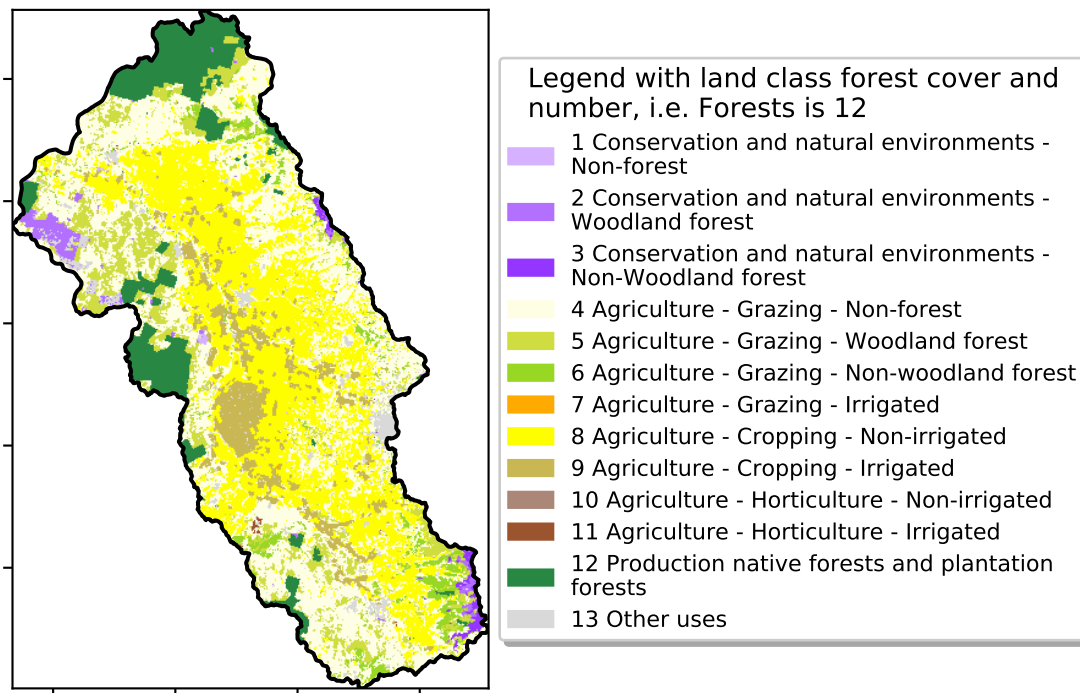 Legend with land class forest cover and
number, i.e. Forests is 12
1 Conservation and natural environments -
Non-forest
2 Conservation and natural environments -
Woodland forest
3 Conservation and natural environments -
Non-Woodland forest
4 Agriculture - Grazing - Non-forest
5 Agriculture - Grazing - Woodland forest
6 Agriculture - Grazing - Non-woodland forest
7 Agriculture - Grazing - Irrigated
8 Agriculture - Cropping - Non-irrigated
9 Agriculture - Cropping - Irrigated
10 Agriculture - Horticulture - Non-irrigated
11 Agriculture - Horticulture - Irrigated
12 Production native forests and plantation
forests
13 Other uses